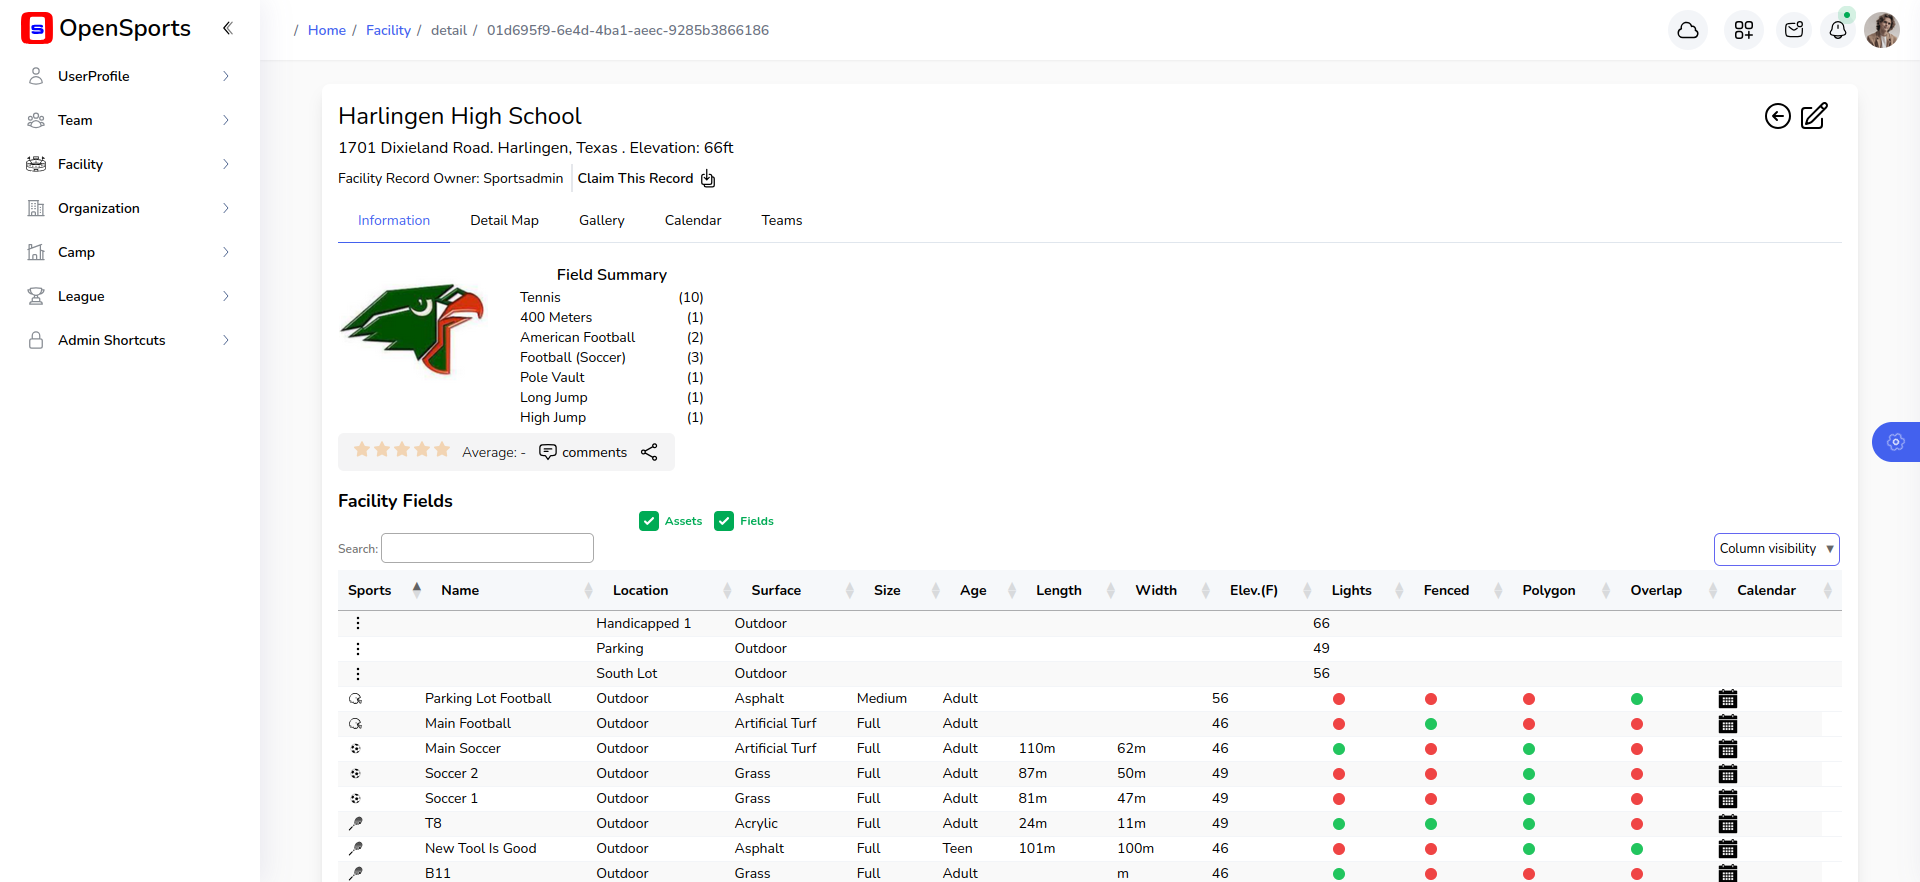 OpenSports
UserProfile
Team
Facility
Organization
Camp
League
Admin Shortcuts
/ Home / Facility / detail / 01d695f9-6e4d-4ba1-aeec-9285b3866186
Harlingen High School
1701 Dixieland Road. Harlingen, Texas . Elevation: 66ft
Facility Record Owner: Sportsadmin Claim This Record
Information Detail Map Gallery Calendar Teams
Field Summary
Tennis (10)
400 Meters (1)
American Football (2)
Football (Soccer) (3)
Pole Vault (1)
Long Jump (1)
High Jump (1)
Average: - comments
Facility Fields
Assets Fields
Search: Column visibility ▼
Sports Name Location Surface Size Age Length Width Elev.(F) Lights Fenced Polygon Overlap Calendar
Handicapped 1 Outdoor 66
Parking Outdoor 49
South Lot Outdoor 56
Parking Lot Football Outdoor Asphalt Medium Adult 56
Main Football Outdoor Artificial Turf Full Adult 46
Main Soccer Outdoor Artificial Turf Full Adult 110m 62m 46
Soccer 2 Outdoor Grass Full Adult 87m 50m 49
Soccer 1 Outdoor Grass Full Adult 81m 47m 49
T8 Outdoor Acrylic Full Adult 24m 11m 49
New Tool Is Good Outdoor Asphalt Full Teen 101m 100m 46
B11 Outdoor Grass Full Adult m 46